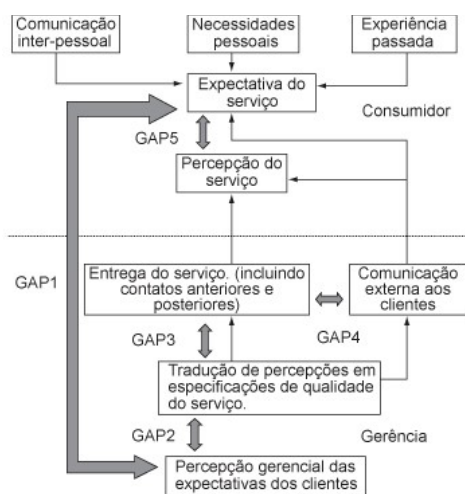 Comunicação
inter-pessoal
Necessidades
pessoais
Experiência
passada
Expectativa do
serviço
Consumidor
GAP5
Percepção do
serviço
GAP1
Entrega do serviço. (incluindo
contatos anteriores e
posteriores)
Comunicação
externa aos
clientes
GAP3
GAP4
Tradução de percepções em
especificações de qualidade
do serviço.
GAP2
Gerência
Percepção gerencial das
expectativas dos clientes